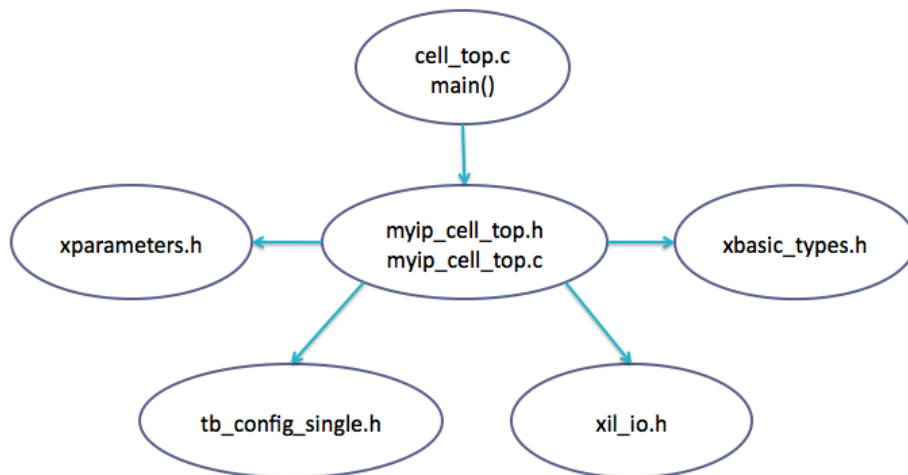 cell_top.c
main()
xparameters.h
myip_cell_top.h
myip_cell_top.c
xbasic_types.h
tb_config_single.h
xil_io.h